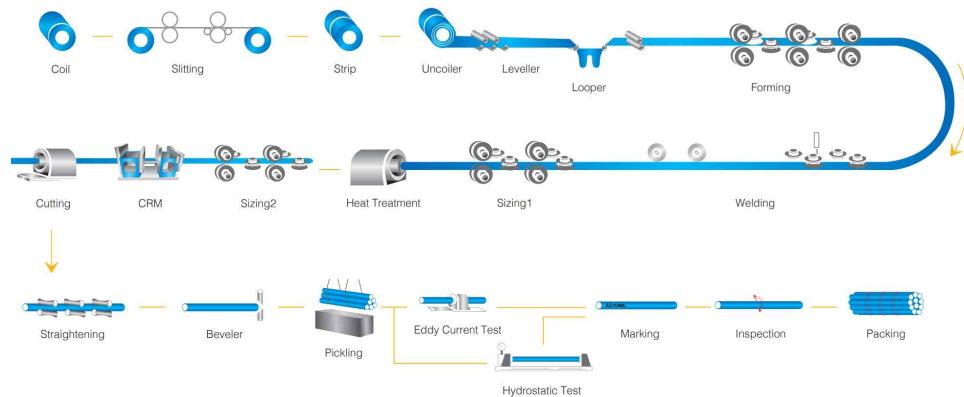 Coil
Slitting
Strip
Uncoiler
Leveller
Looper
Forming
Cutting
CRM
Sizing2
Heat Treatment
Sizing1
Welding
Straightening
Beveler
Pickling
Eddy Current Test
Hydrostatic Test
Marking
Inspection
Packing